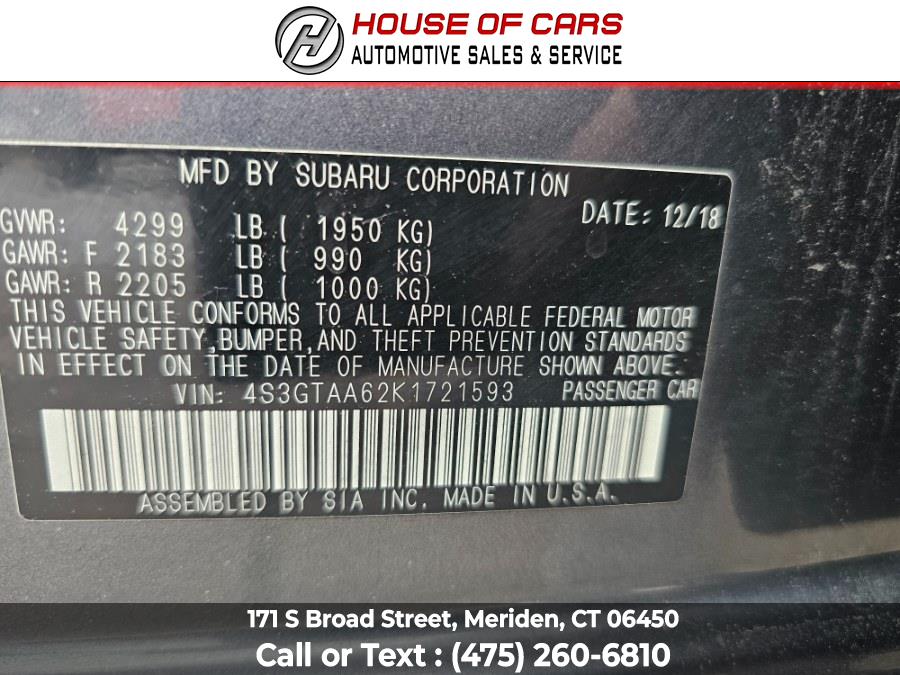 H HOUSE OF CARS
AUTOMOTIVE SALES & SERVICE
MFD BY SUBARU CORPORATION
DATE: 12/18
GVWR: 4299 LB ( 1950 KG)
GAWR: F 2183 LB ( 990 KG)
GAWR: R 2205 LB ( 1000 KG)
THIS VEHICLE CONFORMS TO ALL APPLICABLE FEDERAL MOTOR
VEHICLE SAFETY,BUMPER,AND THEFT PREVENTION STANDARDS
IN EFFECT ON THE DATE OF MANUFACTURE SHOWN ABOVE.
VIN: 4S3GTAA62K1721593 PASSENGER CAR
ASSEMBLED BY SIA INC. MADE IN U.S.A.
171 S Broad Street, Meriden, CT 06450
Call or Text : (475) 260-6810